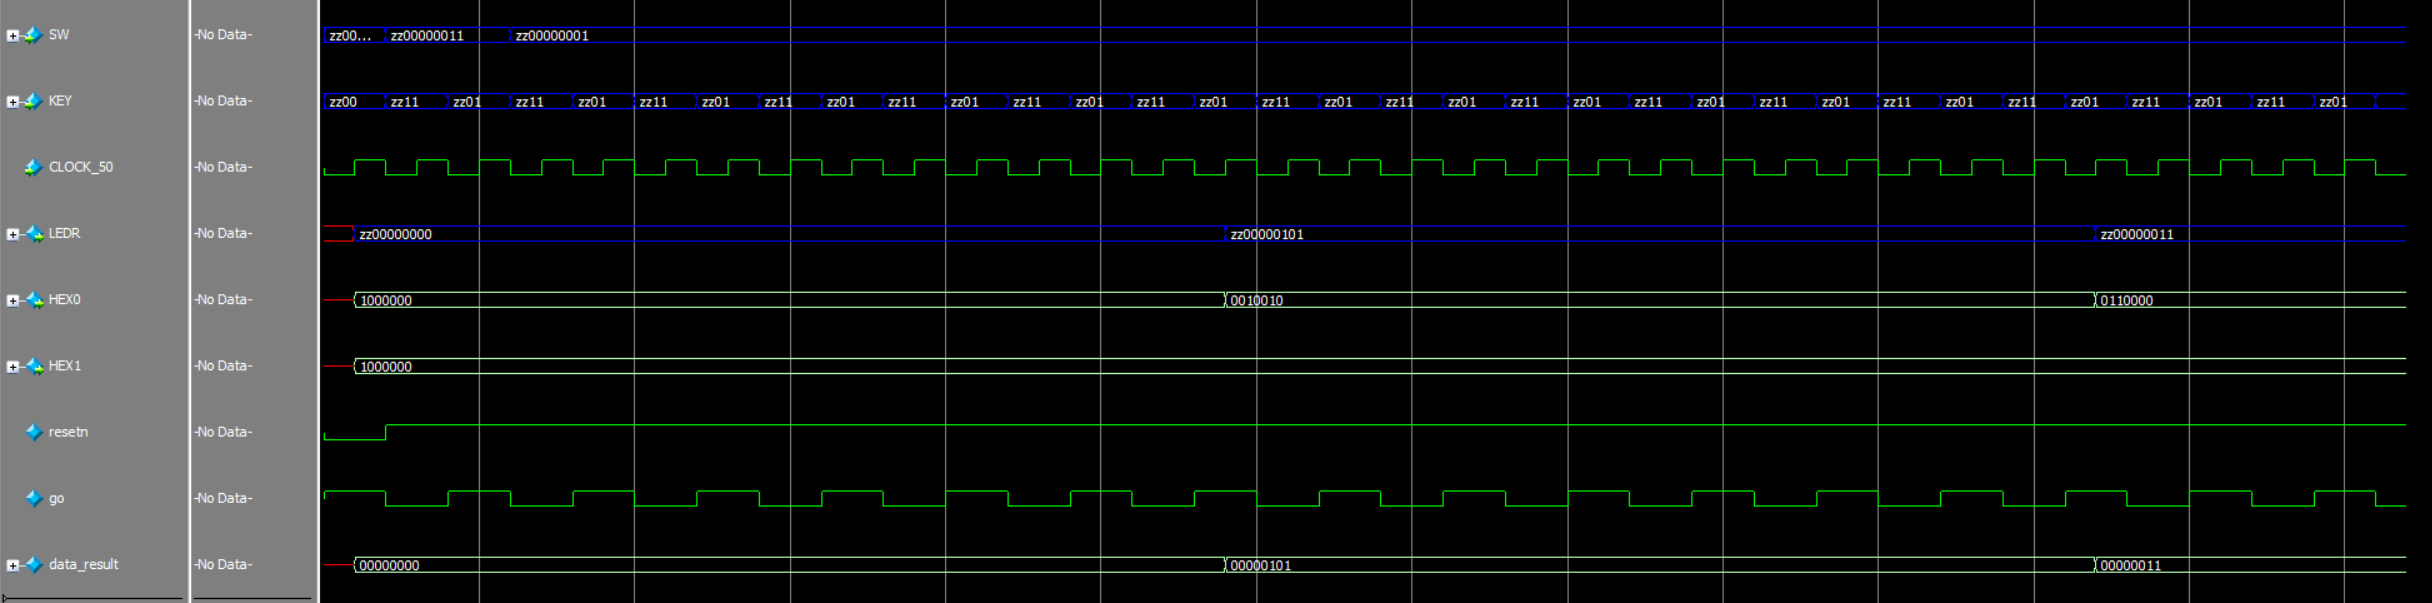 SW -No Data- zz00... zz00000011 zz00000001
KEY -No Data- zz00 zz11 zz01 zz11 zz01 zz11 zz01 zz11 zz01 zz11 zz01 zz11 zz01 zz11 zz01 zz11 zz01 zz11 zz01 zz11 zz01 zz11 zz01 zz11 zz01 zz11 zz01 zz11 zz01 zz11 zz01 zz11 zz01
CLOCK_50 -No Data-
LEDR -No Data- zz00000000 zz00000101 zz00000011
HEX0 -No Data- 1000000 0010010 0110000
HEX1 -No Data- 1000000
resetn -No Data-
go -No Data-
data_result -No Data- 00000000 00000101 00000011